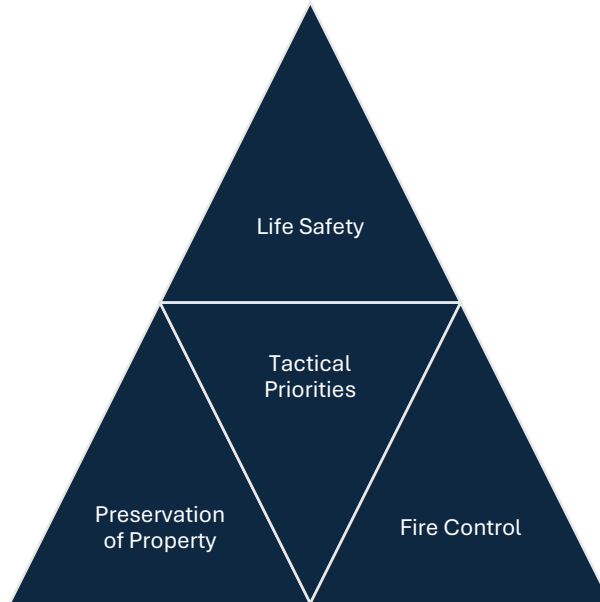 Life Safety
Tactical
Priorities
Preservation
of Property
Fire Control